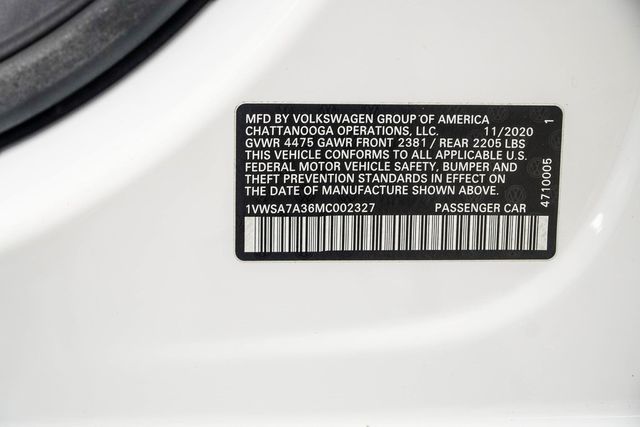 MFD BY VOLKSWAGEN GROUP OF AMERICA
CHATTANOOGA OPERATIONS, LLC. 11/2020
GVWR 4475 GAWR FRONT 2381 / REAR 2205 LBS
THIS VEHICLE CONFORMS TO ALL APPLICABLE U.S.
FEDERAL MOTOR VEHICLE SAFETY, BUMPER AND
THEFT PREVENTION STANDARDS IN EFFECT ON
THE DATE OF MANUFACTURE SHOWN ABOVE.
1VWSA7A36MC002327 PASSENGER CAR
4710005 1